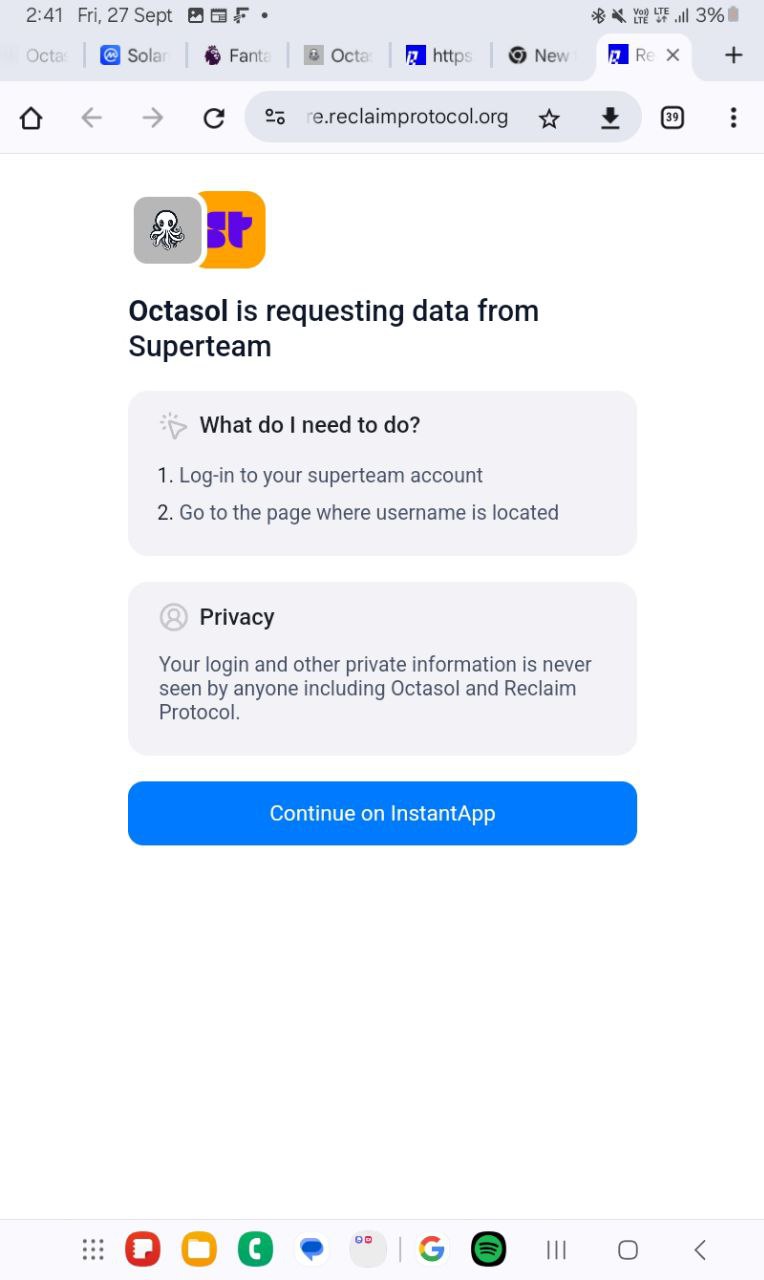 2:41 Fri, 27 Sept
Vo) LTE LTE 3%
Octa Solar Fanta Octa https New Re
re.reclaimprotocol.org 39
st
Octasol is requesting data from
Superteam
What do I need to do?
1. Log-in to your superteam account
2. Go to the page where username is located
Privacy
Your login and other private information is never
seen by anyone including Octasol and Reclaim
Protocol.
Continue on InstantApp